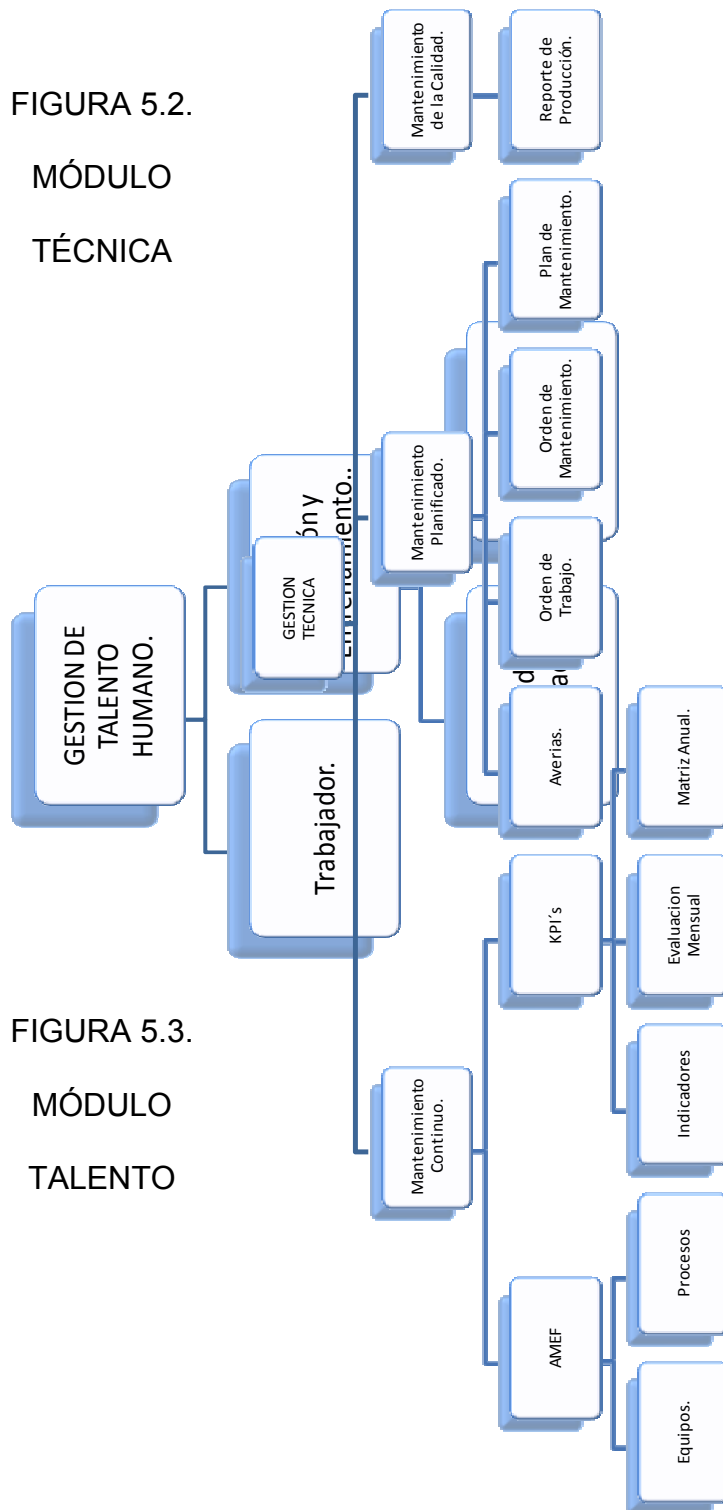 FIGURA 5.2.
MÓDULO
TÉCNICA
FIGURA 5.3.
MÓDULO
TALENTO
GESTION DE
TALENTO
HUMANO.
Trabajador.
y
GESTION
TECNICA
Mantenimiento
Continuo.
AMEF
Equipos.
Procesos
KPI´s
Indicadores
Evaluacion
Mensual
Matriz Anual.
Mantenimiento
Planificado.
Averias.
Orden de
Trabajo.
Orden de
Mantenimiento.
Plan de
Mantenimiento.
Mantenimiento
de la Calidad.
Reporte de
Producción.